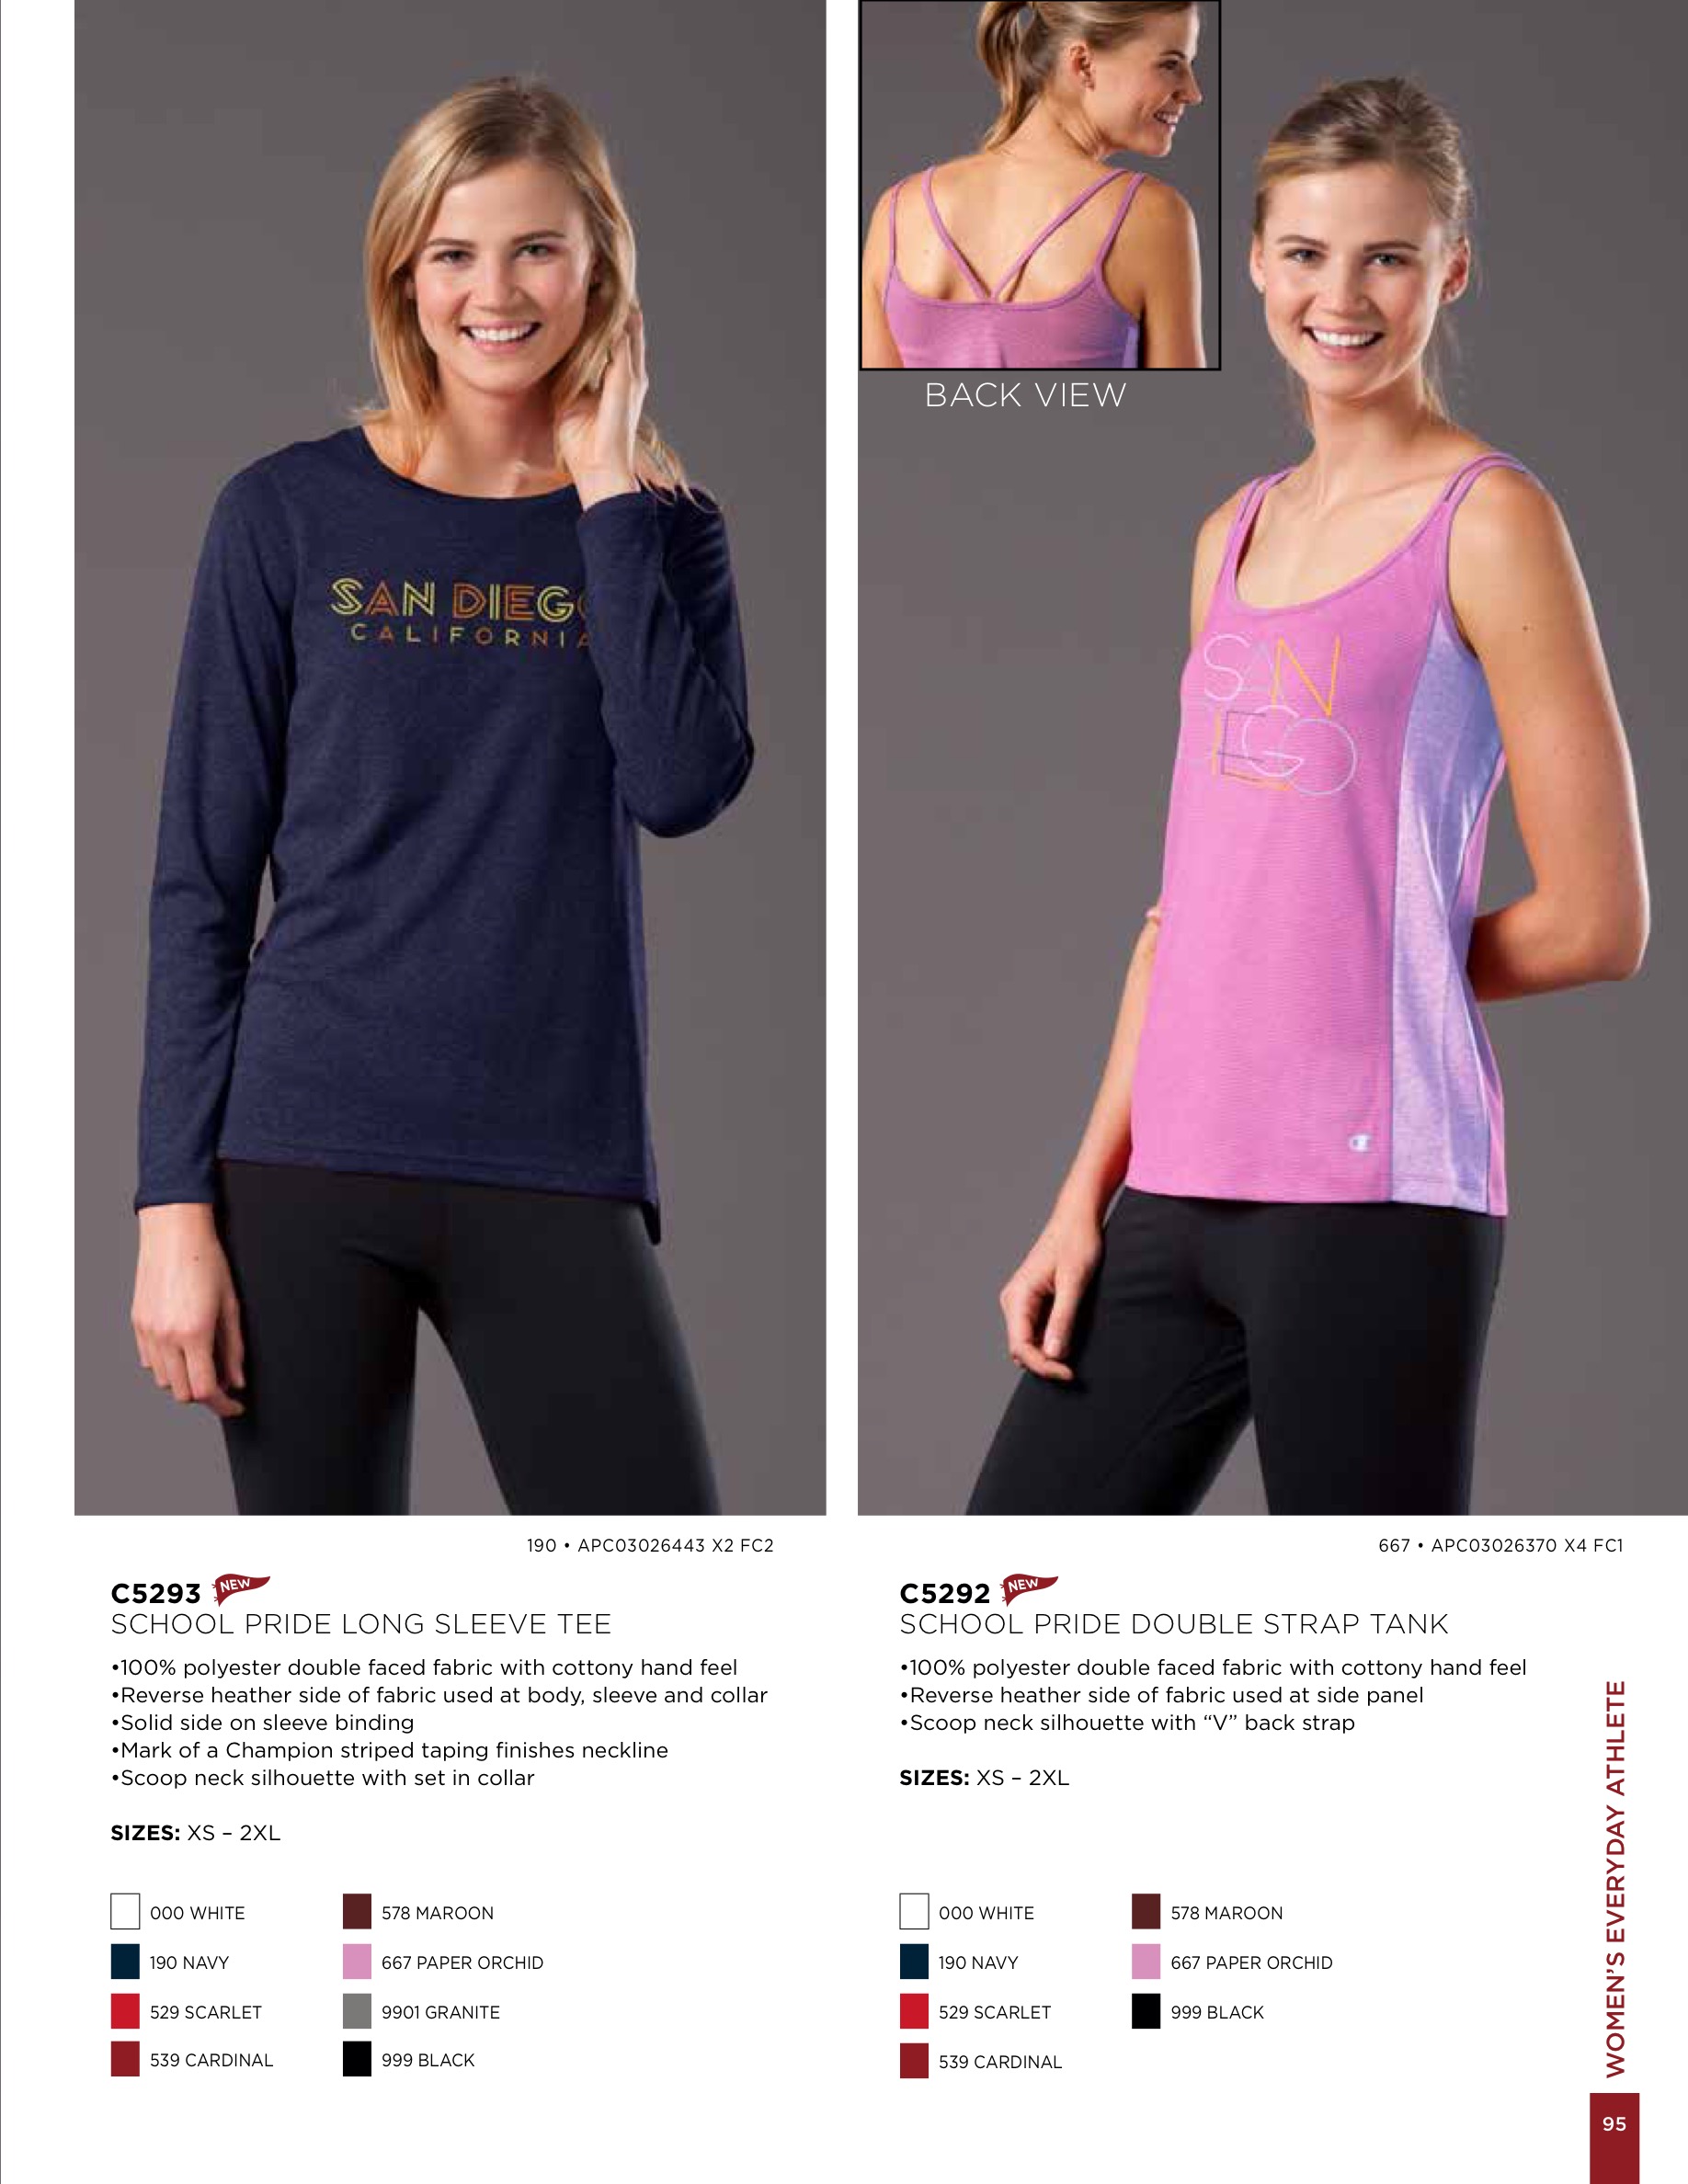 SAN DIEG
CALIFORNIA
BACK VIEW
SAN
EGO
190 • APC03026443 X2 FC2
C5293 NEW
SCHOOL PRIDE LONG SLEEVE TEE
•100% polyester double faced fabric with cottony hand feel
•Reverse heather side of fabric used at body, sleeve and collar
•Solid side on sleeve binding
•Mark of a Champion striped taping finishes neckline
•Scoop neck silhouette with set in collar
SIZES: XS – 2XL
000 WHITE
190 NAVY
529 SCARLET
539 CARDINAL
578 MAROON
667 PAPER ORCHID
9901 GRANITE
999 BLACK
667 • APC03026370 X4 FC1
C5292 NEW
SCHOOL PRIDE DOUBLE STRAP TANK
•100% polyester double faced fabric with cottony hand feel
•Reverse heather side of fabric used at side panel
•Scoop neck silhouette with “V” back strap
SIZES: XS – 2XL
000 WHITE
190 NAVY
529 SCARLET
539 CARDINAL
578 MAROON
667 PAPER ORCHID
999 BLACK
WOMEN'S EVERYDAY ATHLETE
95